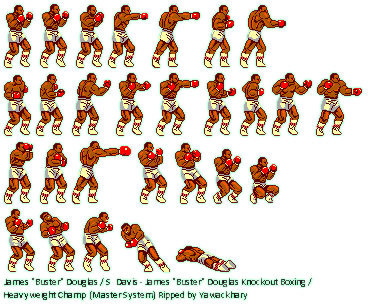 James "Buster" Douglas / S Davis - James "Buster" Douglas Knockout Boxing /
Heavyweight Champ (Master System) Ripped by Yawackhary